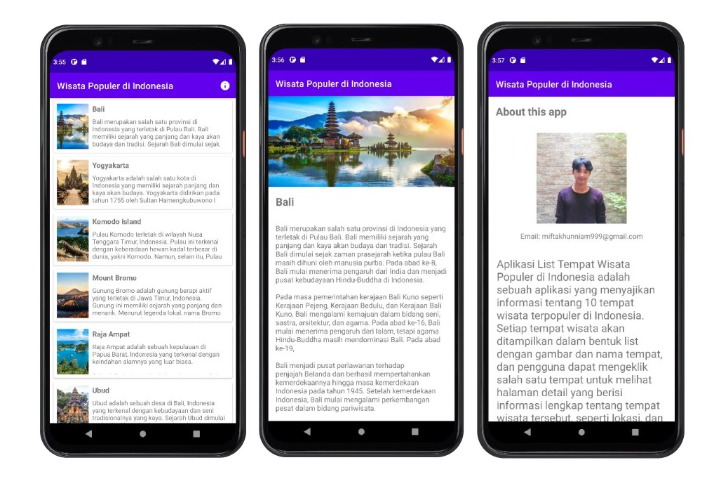 3:55
Wisata Populer di Indonesia
Bali
Bali merupakan salah satu provinsi di
Indonesia yang terletak di Pulau Bali. Bali
memiliki sejarah yang panjang dan kaya akan
budaya dan tradisi. Sejarah Bali dimulai sejak
Yogyakarta
Yogyakarta adalah salah satu kota di
Indonesia yang memiliki sejarah panjang dan
kaya akan budaya. Yogyakarta didirikan pada
tahun 1755 oleh Sultan Hamengkubuwono I
Komodo Island
Pulau Komodo terletak di wilayah Nusa
Tenggara Timur, Indonesia. Pulau ini terkenal
dengan keberadaan hewan kadal terbesar di
dunia, yakni Komodo. Namun, selain itu, Pulau
Mount Bromo
Gunung Bromo adalah gunung berapi aktif
yang terletak di Jawa Timur, Indonesia.
Gunung ini memiliki sejarah yang panjang dan
menarik. Menurut legenda lokal, nama Bromo
Raja Ampat
Raja Ampat adalah sebuah kepulauan di
Papua Barat, Indonesia yang terkenal dengan
keindahan alamnya yang luar biasa.
Ubud
Ubud adalah sebuah desa di Bali, Indonesia
yang terkenal dengan kebudayaan dan seni
tradisionalnya yang kaya. Sejarah Ubud dimulai
3:56
Wisata Populer di Indonesia
Bali
Bali merupakan salah satu provinsi di Indonesia yang
terletak di Pulau Bali. Bali memiliki sejarah yang
panjang dan kaya akan budaya dan tradisi. Sejarah
Bali dimulai sejak zaman prasejarah ketika pulau Bali
masih dihuni oleh manusia purba. Pada abad ke-8,
Bali mulai menerima pengaruh dari India dan menjadi
pusat kebudayaan Hindu-Buddha di Indonesia.
Pada masa pemerintahan kerajaan Bali Kuno seperti
Kerajaan Pejeng, Kerajaan Bedulu, dan Kerajaan Bali
Kuno, Bali mengalami kemajuan dalam bidang seni,
sastra, arsitektur, dan agama. Pada abad ke-16, Bali
mulai menerima pengaruh dari Islam, tetapi agama
Hindu-Buddha masih mendominasi Bali. Pada abad
ke-19,
Bali menjadi pusat perlawanan terhadap
penjajah Belanda dan berhasil mempertahankan
kemerdekaannya hingga masa kemerdekaan
Indonesia pada tahun 1945. Setelah kemerdekaan
Indonesia, Bali mulai mengalami perkembangan
pesat dalam bidang pariwisata.
3:57
Wisata Populer di Indonesia
About this app
Email: miftakhunniam999@gmail.com
Aplikasi List Tempat Wisata
Populer di Indonesia adalah
sebuah aplikasi yang menyajikan
informasi tentang 10 tempat
wisata terpopuler di Indonesia.
Setiap tempat wisata akan
ditampilkan dalam bentuk list
dengan gambar dan nama tempat,
dan pengguna dapat mengeklik
salah satu tempat untuk melihat
halaman detail yang berisi
informasi lengkap tentang tempat
wisata tersebut, seperti lokasi, dan